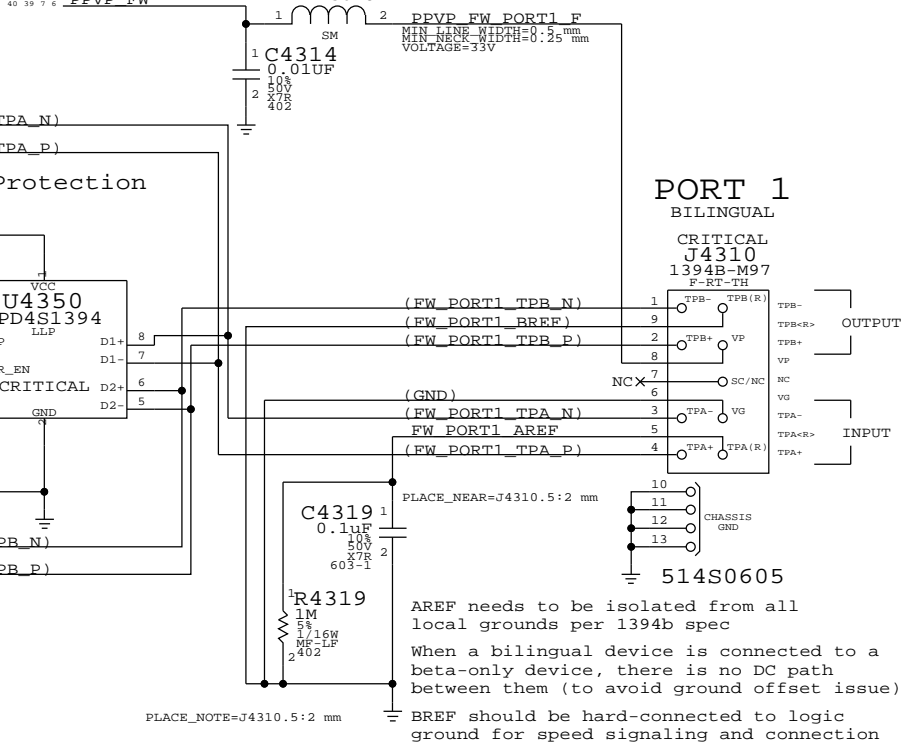 40 39 7 6 PPVP_FW
1 2 PPVP_FW_PORT1_F
SM
MIN_LINE_WIDTH=0.5 mm
MIN_NECK_WIDTH=0.25 mm
VOLTAGE=33V
1 C4314
0.01UF
10%
50V
2 X7R
402
TPA_N)
TPA_P)
Protection
PORT 1
BILINGUAL
CRITICAL
J4310
1394B-M97
F-RT-TH
1
VCC
U4350
PD4S1394
LLP
P
R_EN
CRITICAL
GND
2
D1+ 8
D1- 7
D2+ 6
D2- 5
(FW_PORT1_TPB_N) 1 TPB- TPB(R) TPB-
(FW_PORT1_BREF) 9 TPB<R> OUTPUT
(FW_PORT1_TPB_P) 2 TPB+ VP TPB+
8 VP
NC 7 SC/NC NC
(GND) 6 VG
(FW_PORT1_TPA_N) 3 TPA- VG TPA-
FW_PORT1_AREF 5 TPA<R> INPUT
(FW_PORT1_TPA_P) 4 TPA+ TPA(R) TPA+
PLACE_NEAR=J4310.5:2 mm
10
11
12
13
CHASSIS
GND
514S0605
C4319 1
0.1uF
10%
50V
X7R 2
603-1
PB_N)
PB_P)
1 R4319
1M
5%
1/16W
MF-LF
2 402
AREF needs to be isolated from all
local grounds per 1394b spec
When a bilingual device is connected to a
beta-only device, there is no DC path
between them (to avoid ground offset issue)
PLACE_NOTE=J4310.5:2 mm
BREF should be hard-connected to logic
ground for speed signaling and connection